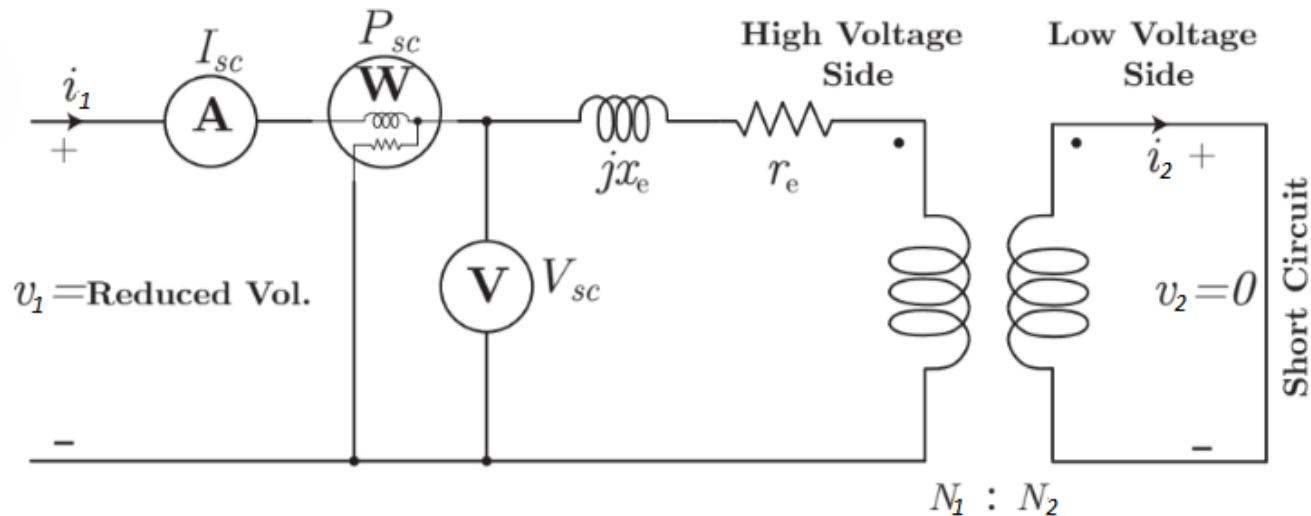 P_sc
I_sc
W
High Voltage
Side
Low Voltage
Side
i_1
A
+
jx_e
r_e
i_2 +
v_1=Reduced Vol.
V
V_sc
v_2=0
Short Circuit
−
−
N_1 : N_2